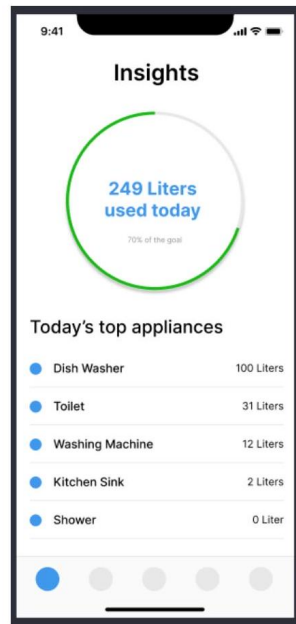 9:41
Insights
249 Liters
used today
70% of the goal
Today's top appliances
Dish Washer 100 Liters
Toilet 31 Liters
Washing Machine 12 Liters
Kitchen Sink 2 Liters
Shower 0 Liter